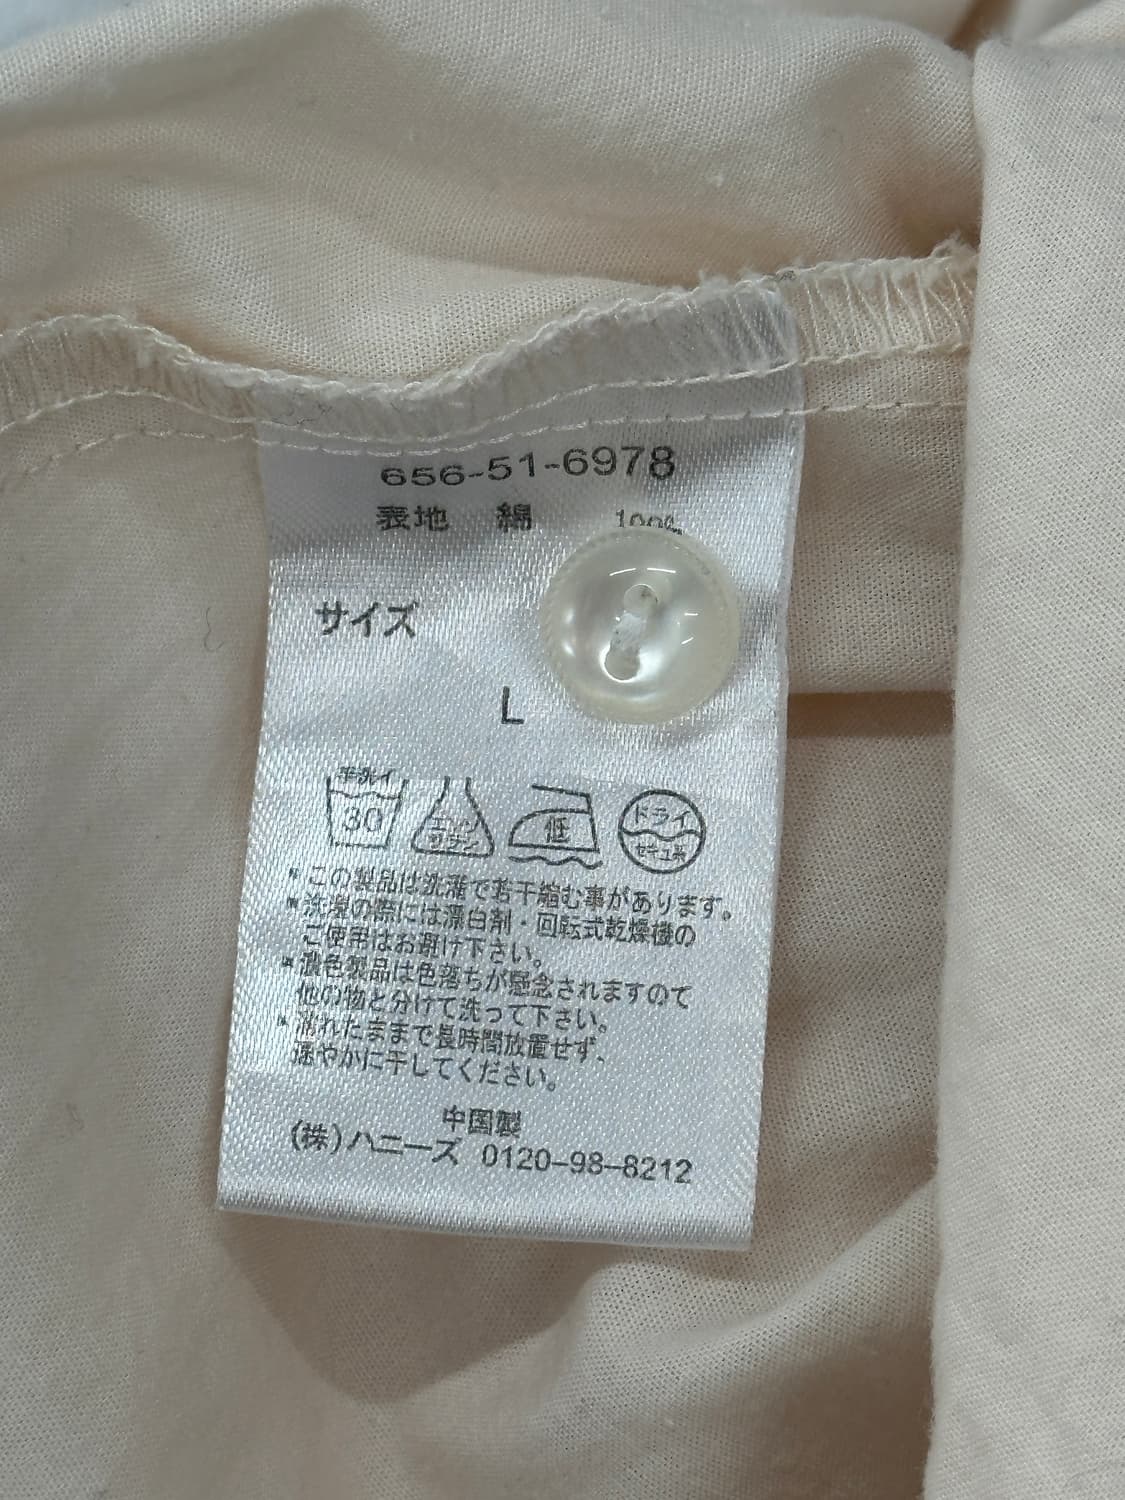 656-51-6978
表地 綿 100%
サイズ
L
手洗イ
30
エンソ
サラシ
低
ドライ
セキユ系
* この製品は洗濯で若干縮む事があります。
* 洗濯の際には漂白剤・回転式乾燥機の
ご使用はお避け下さい。
* 濃色製品は色落ちが懸念されますので
他の物と分けて洗って下さい。
* 濡れたままで長時間放置せず、
速やかに干してください。
中国製
(株)ハニーズ 0120-98-8212